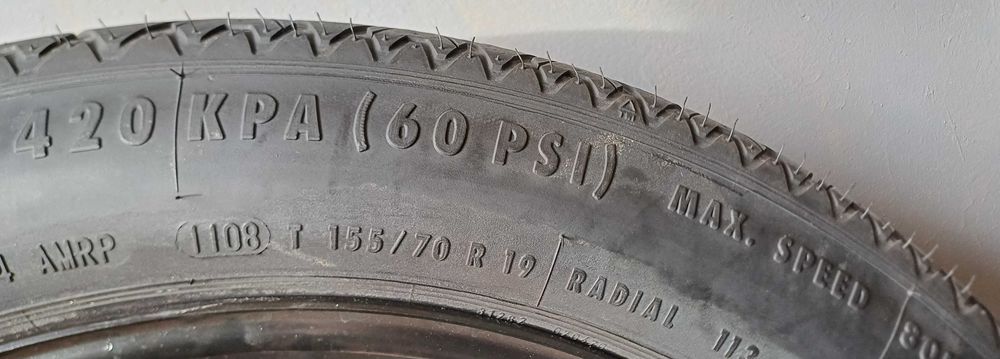 420 KPA (60 PSI) MAX. SPEED
AMRP 1108 T 155/70 R 19 RADIAL